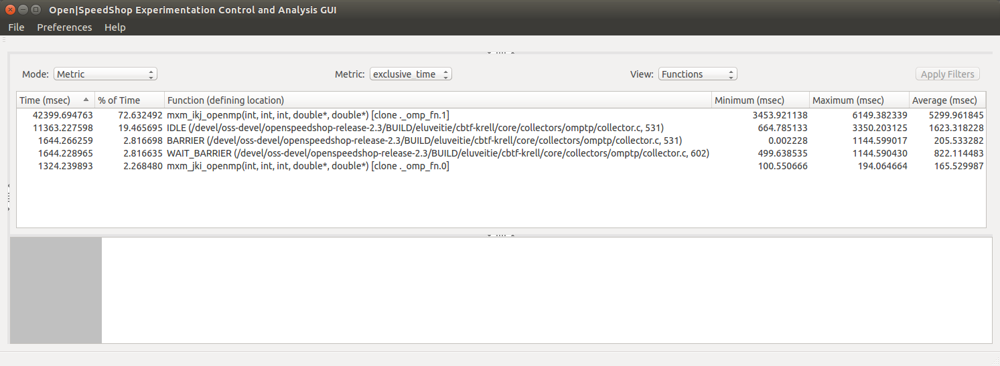 Open|SpeedShop Experimentation Control and Analysis GUI
File Preferences Help
Mode: Metric Metric: exclusive_time View: Functions Apply Filters
Time (msec) % of Time Function (defining location) Minimum (msec) Maximum (msec) Average (msec)
42399.694763 72.632492 mxm_ikj_openmp(int, int, int, double*, double*) [clone ._omp_fn.1] 3453.921138 6149.382339 5299.961845
11363.227598 19.465695 IDLE (/devel/oss-devel/openspeedshop-release-2.3/BUILD/eluveitie/cbtf-krell/core/collectors/omptp/collector.c, 531) 664.785133 3350.203125 1623.318228
1644.266259 2.816698 BARRIER (/devel/oss-devel/openspeedshop-release-2.3/BUILD/eluveitie/cbtf-krell/core/collectors/omptp/collector.c, 531) 0.002228 1144.599017 205.533282
1644.228965 2.816635 WAIT_BARRIER (/devel/oss-devel/openspeedshop-release-2.3/BUILD/eluveitie/cbtf-krell/core/collectors/omptp/collector.c, 602) 499.638535 1144.590430 822.114483
1324.239893 2.268480 mxm_jki_openmp(int, int, int, double*, double*) [clone ._omp_fn.0] 100.550666 194.064664 165.529987